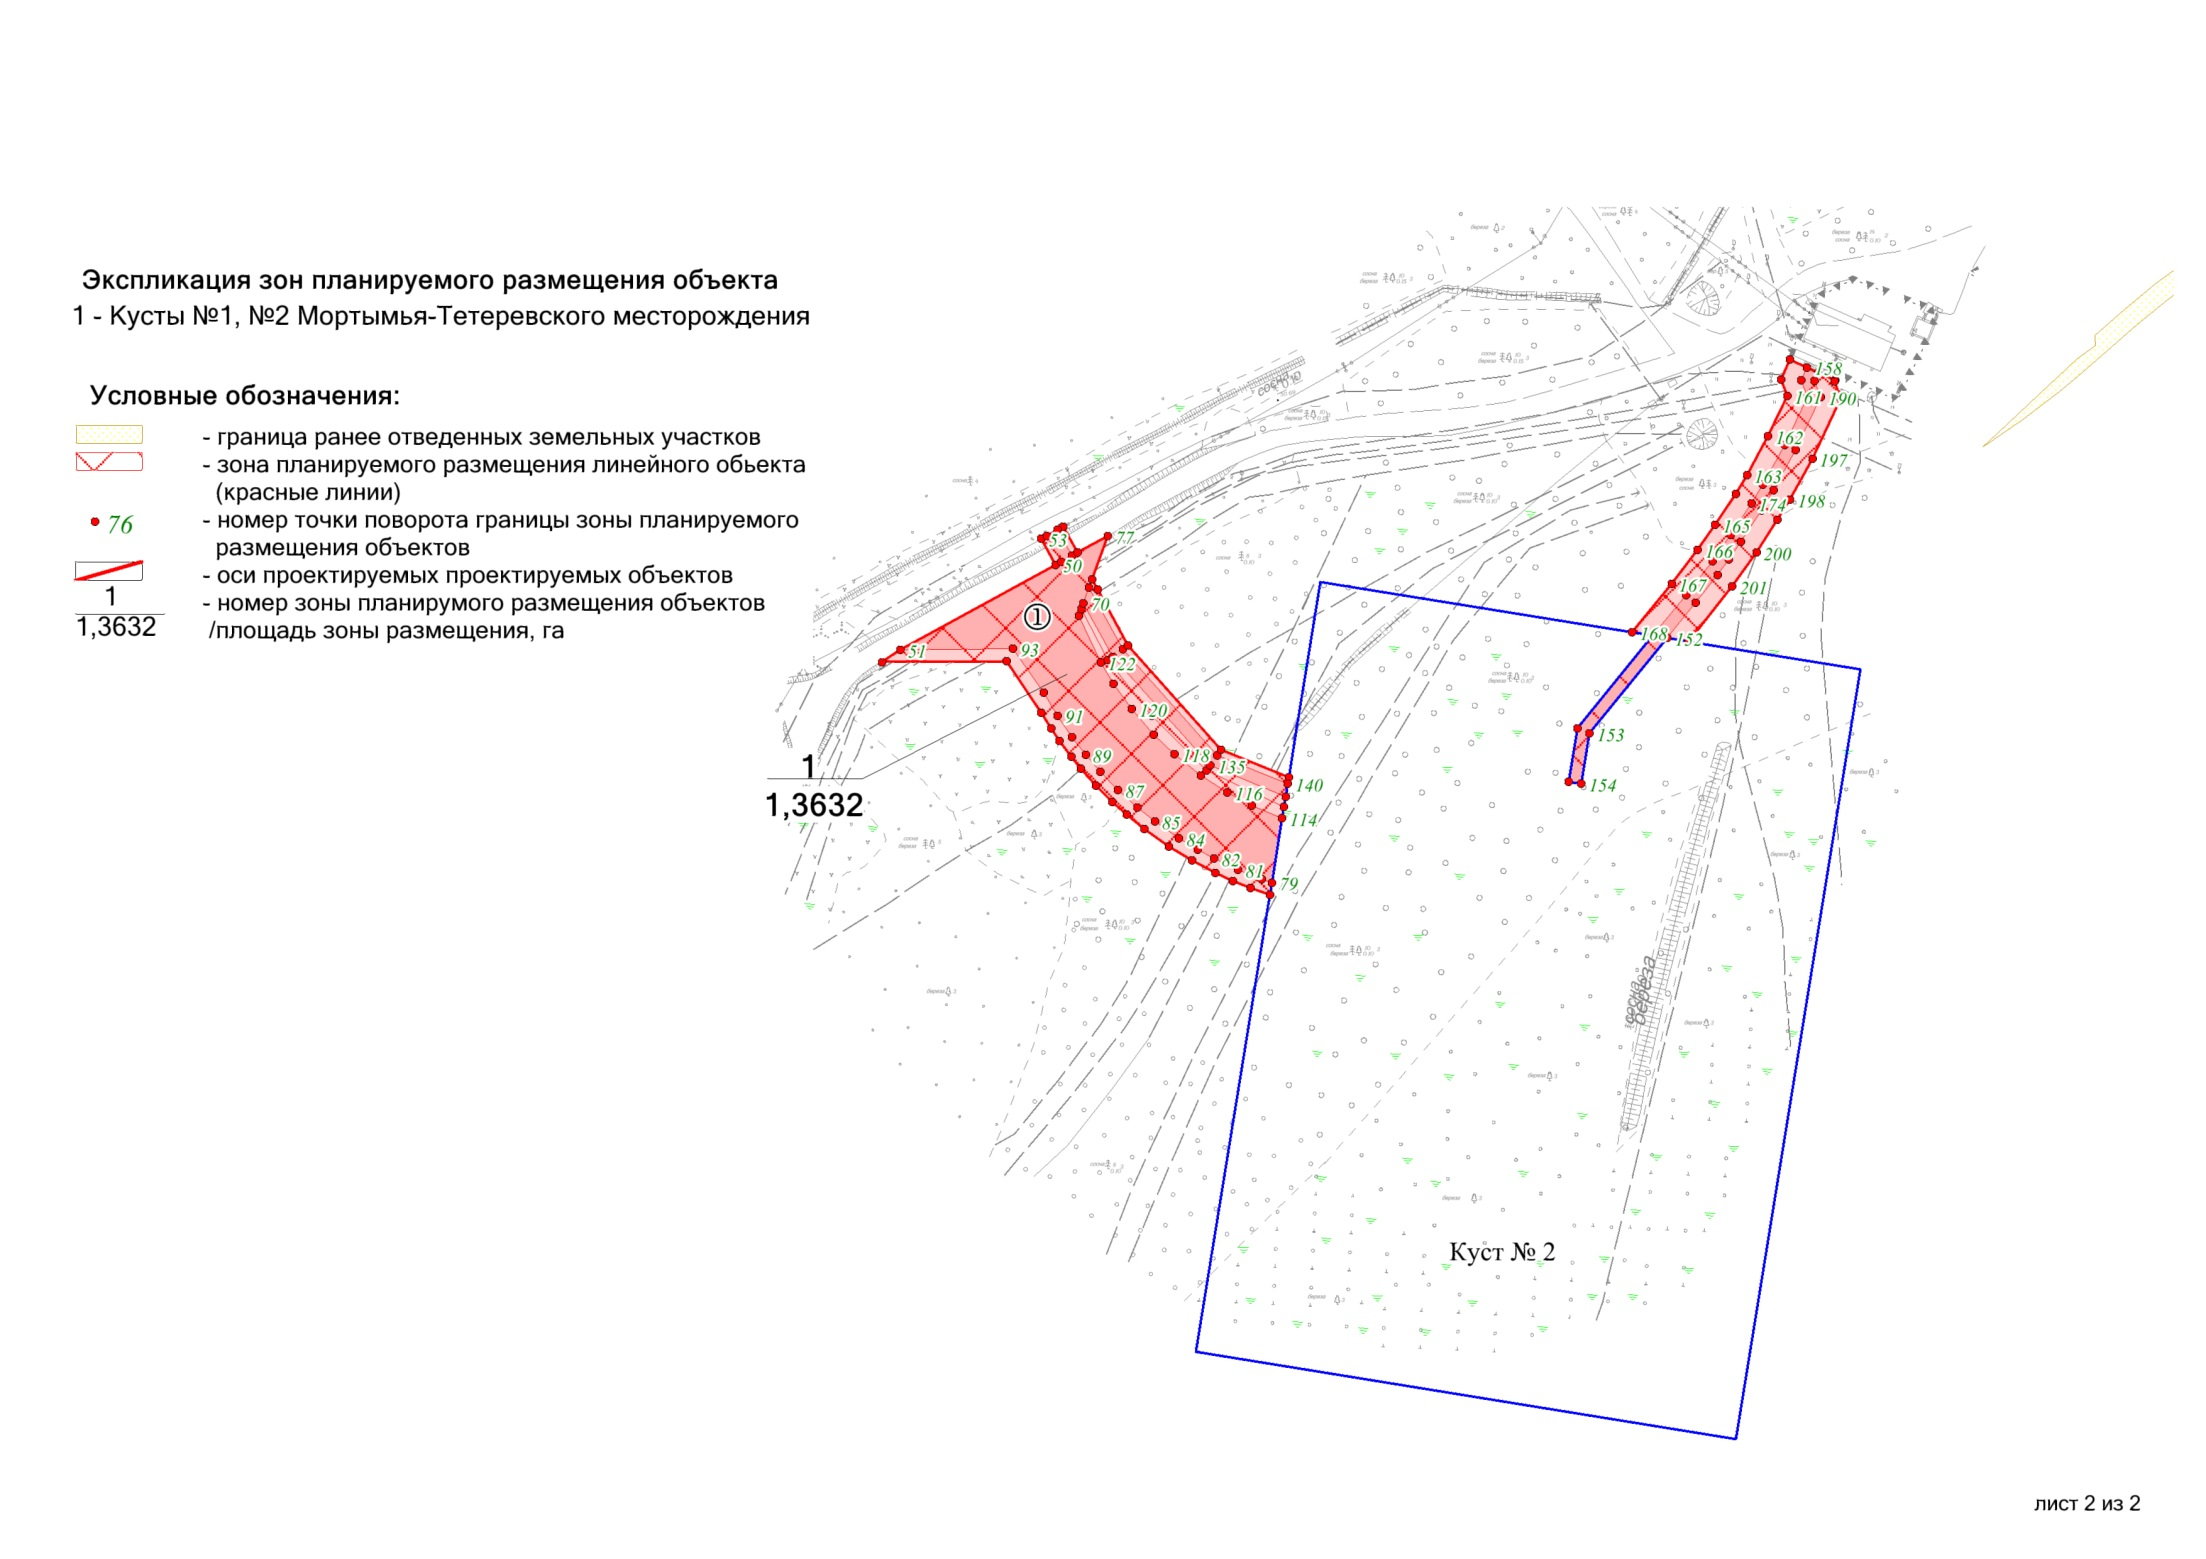 Экспликация зон планируемого размещения объекта
1 - Кусты №1, №2 Мортымья-Тетеревского месторождения
Условные обозначения:
- граница ранее отведенных земельных участков
- зона планируемого размещения линейного обьекта
(красные линии)
76
- номер точки поворота границы зоны планируемого
размещения объектов
- оси проектируемых проектируемых объектов
1
1,3632
- номер зоны планирумого размещения объектов
/площадь зоны размещения, га
158
161
190
162
197
163
198
174
165
166
200
167
201
168
152
153
154
53
77
50
70
1
51
93
122
91
120
89
118
135
140
87
116
114
85
84
82
81
79
1
1,3632
сосна
сосна
береза
Куст № 2
лист 2 из 2